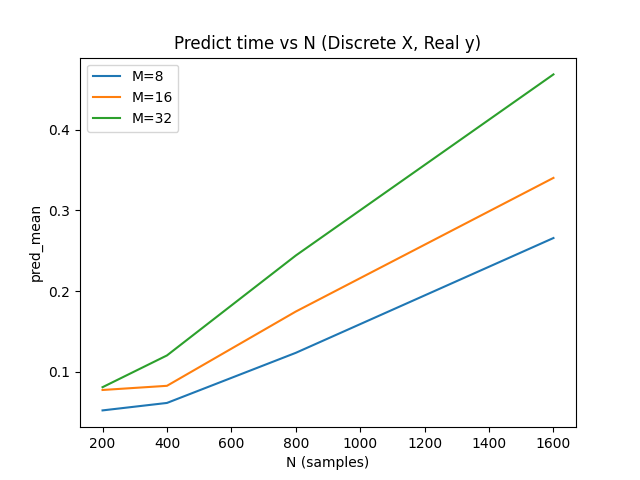 Predict time vs N (Discrete X, Real y)
M=8
M=16
M=32
pred_mean
0.4
0.3
0.2
0.1
200 400 600 800 1000 1200 1400 1600
N (samples)